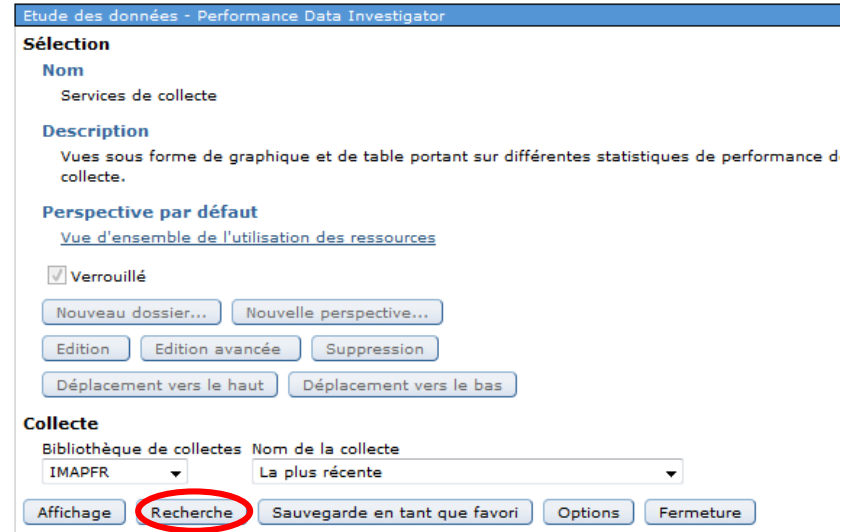 Etude des données - Performance Data Investigator
Sélection
Nom
Services de collecte
Description
Vues sous forme de graphique et de table portant sur différentes statistiques de performance
collecte.
Perspective par défaut
Vue d'ensemble de l'utilisation des ressources
Verrouillé
Nouveau dossier... Nouvelle perspective...
Edition Edition avancée Suppression
Déplacement vers le haut Déplacement vers le bas
Collecte
Bibliothèque de collectes Nom de la collecte
IMAPFR La plus récente
Affichage Recherche Sauvegarde en tant que favori Options Fermeture